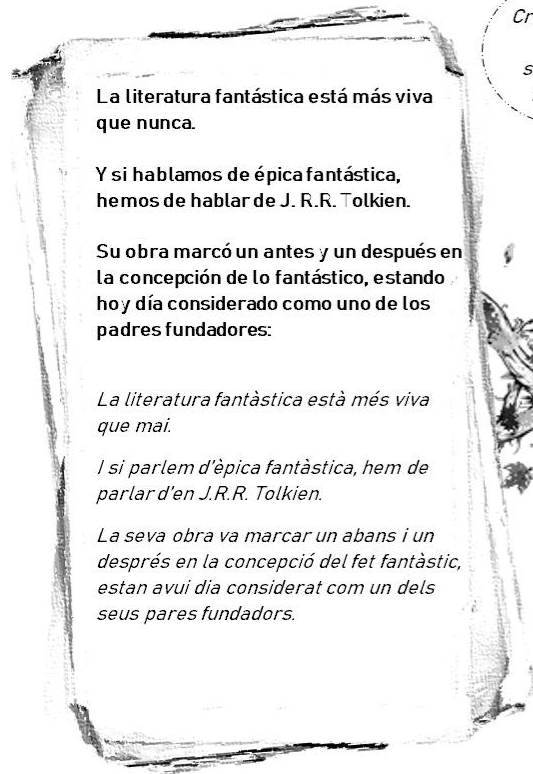 Cr
s
La literatura fantástica está más viva
que nunca.
Y si hablamos de épica fantástica,
hemos de hablar de J. R.R. Tolkien.
Su obra marcó un antes y un después en
la concepción de lo fantástico, estando
hoy día considerado como uno de los
padres fundadores:
La literatura fantàstica està més viva
que mai.
I si parlem d'èpica fantàstica, hem de
parlar d'en J.R.R. Tolkien.
La seva obra va marcar un abans i un
després en la concepció del fet fantàstic,
estan avui dia considerat com un dels
seus pares fundadors.